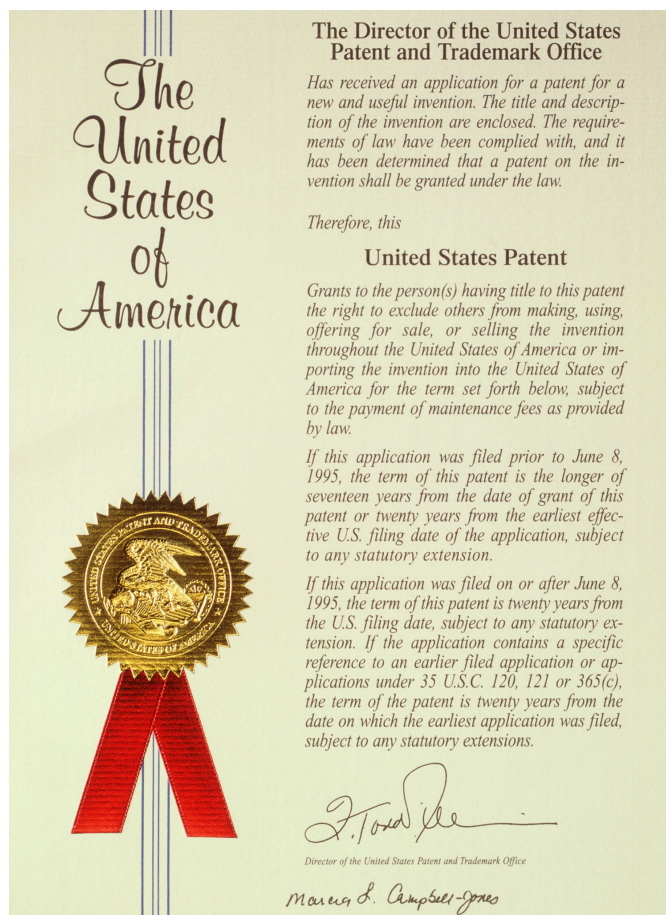 The
United
States
of
America
The Director of the United States
Patent and Trademark Office
Has received an application for a patent for a
new and useful invention. The title and descrip-
tion of the invention are enclosed. The require-
ments of law have been complied with, and it
has been determined that a patent on the in-
vention shall be granted under the law.
Therefore, this
United States Patent
Grants to the person(s) having title to this patent
the right to exclude others from making, using,
offering for sale, or selling the invention
throughout the United States of America or im-
porting the invention into the United States of
America for the term set forth below, subject
to the payment of maintenance fees as provided
by law.
If this application was filed prior to June 8,
1995, the term of this patent is the longer of
seventeen years from the date of grant of this
patent or twenty years from the earliest effec-
tive U.S. filing date of the application, subject
to any statutory extension.
If this application was filed on or after June 8,
1995, the term of this patent is twenty years from
the U.S. filing date, subject to any statutory ex-
tension. If the application contains a specific
reference to an earlier filed application or ap-
plications under 35 U.S.C. 120, 121 or 365(c),
the term of the patent is twenty years from the
date on which the earliest application was filed,
subject to any statutory extensions.
UNITED STATES PATENT AND TRADEMARK OFFICE
UNITED STATES OF AMERICA
Director of the United States Patent and Trademark Office
Marcia L. Campbell-Jones